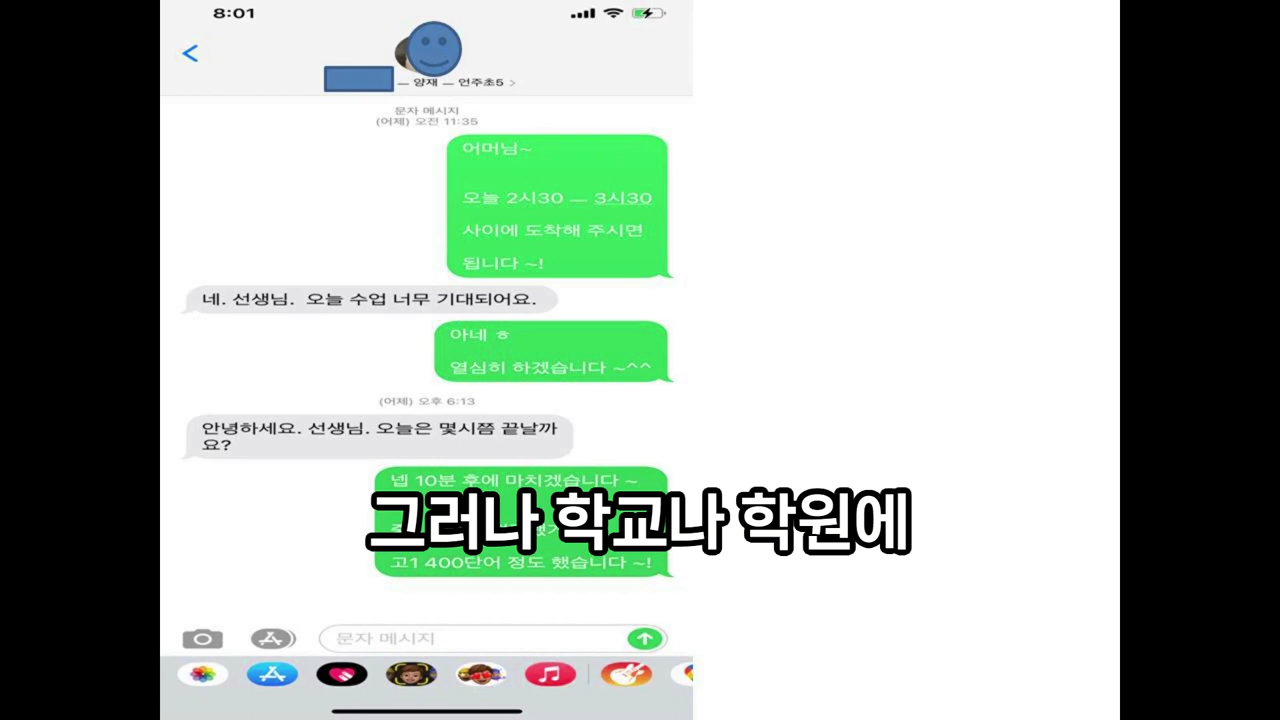 8:01
— 양재 — 언주초5 >
문자 메시지
(어제) 오전 11:35
어머님~
오늘 2시30 — 3시30
사이에 도착해 주시면
됩니다 ~!
네. 선생님. 오늘 수업 너무 기대되어요.
아네 ㅎ
열심히 하겠습니다 ~^^
(어제) 오후 6:13
안녕하세요. 선생님. 오늘은 몇시쯤 끝날까
요?
넵 10분 후에 마치겟습니다 ~
그러나 학교나 학원에
고1 400단어 정도 했습니다 ~!
문자 메시지